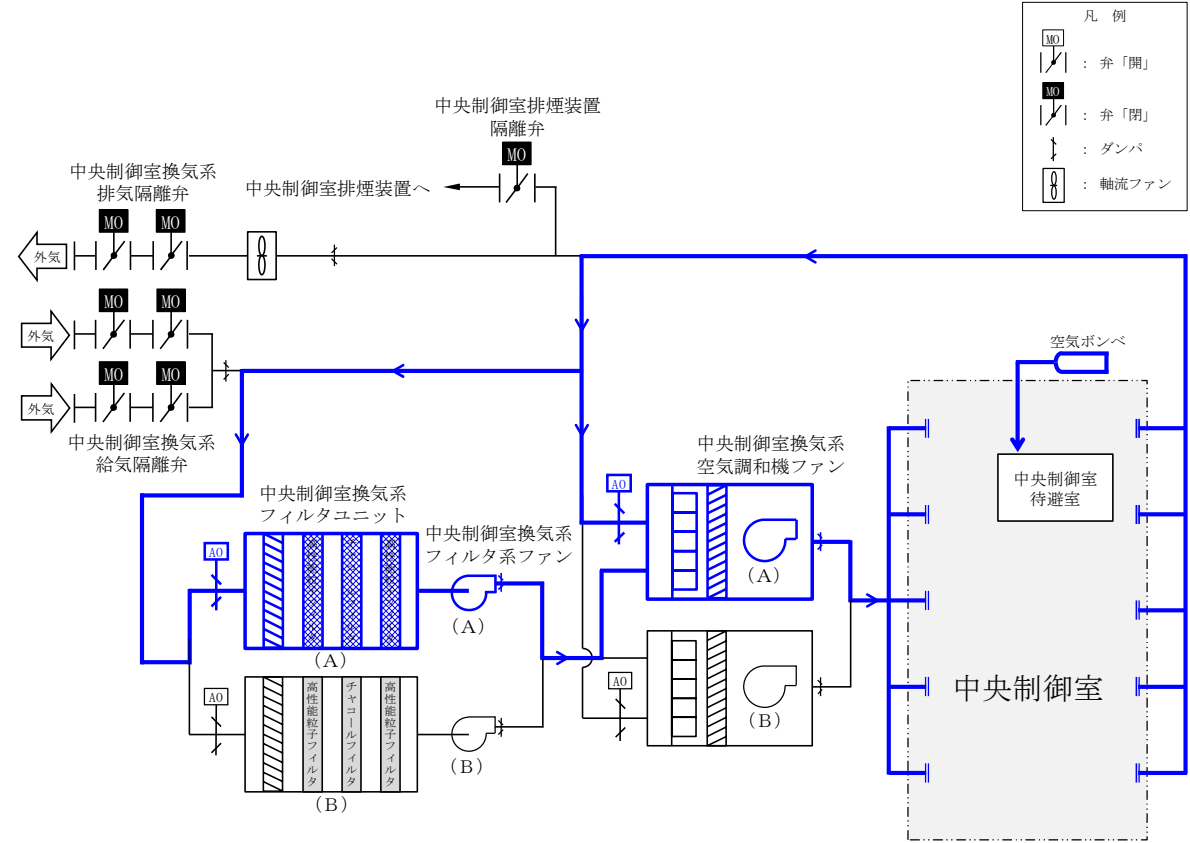 凡 例
MO
: 弁「開」
MO
: 弁「閉」
: ダンパ
: 軸流ファン
中央制御室排煙装置
隔離弁
MO
中央制御室換気系
排気隔離弁
中央制御室排煙装置へ
MO
MO
外気
MO
MO
外気
MO
MO
外気
中央制御室換気系
給気隔離弁
空気ボンベ
中央制御室
待避室
中央制御室換気系
空気調和機ファン
AO
(A)
中央制御室換気系
フィルタユニット
中央制御室換気系
フィルタ系ファン
AO
(A)
(A)
AO
高性能粒子フィルタ
チャコールフィルタ
高性能粒子フィルタ
(B)
(B)
AO
(B)
中央制御室